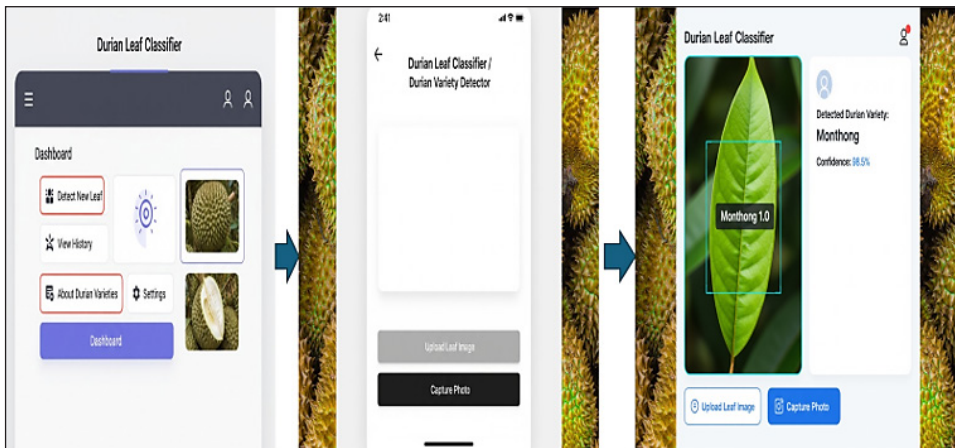 Durian Leaf Classifier
Dashboard
Detect New Leaf
View History
About Durian Varieties
Settings
Dashboard
2:41
Durian Leaf Classifier /
Durian Variety Detector
Upload Leaf Image
Capture Photo
Durian Leaf Classifier
Detected Durian Variety:
Monthong
Confidence: 98.5%
Monthong 1.0
Upload Leaf Image
Capture Photo